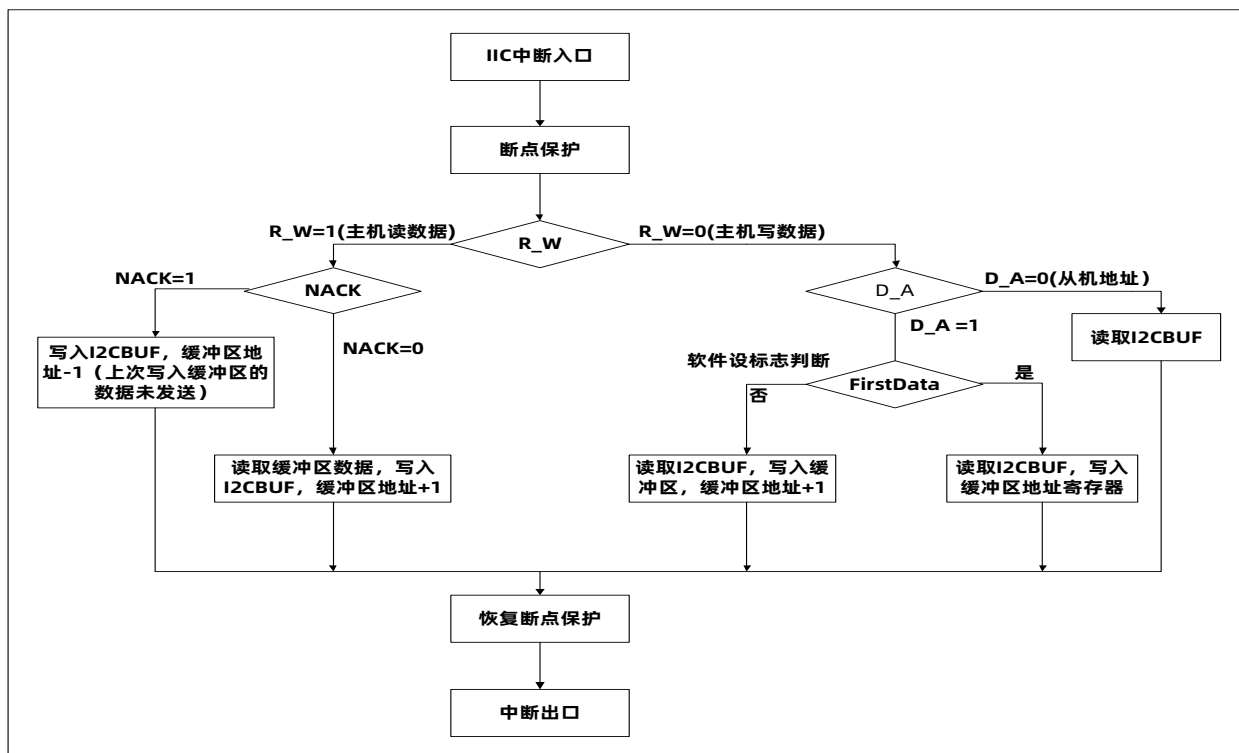 IIC中断入口
断点保护
R_W=1(主机读数据)
R_W
R_W=0(主机写数据)
NACK=1
NACK
D_A
D_A=0(从机地址）
写入I2CBUF，缓冲区地
址-1（上次写入缓冲区的
数据未发送）
NACK=0
D_A =1
读取I2CBUF
软件设标志判断
否
FirstData
是
读取缓冲区数据，写入
I2CBUF，缓冲区地址+1
读取I2CBUF，写入缓
冲区，缓冲区地址+1
读取I2CBUF，写入
缓冲区地址寄存器
恢复断点保护
中断出口